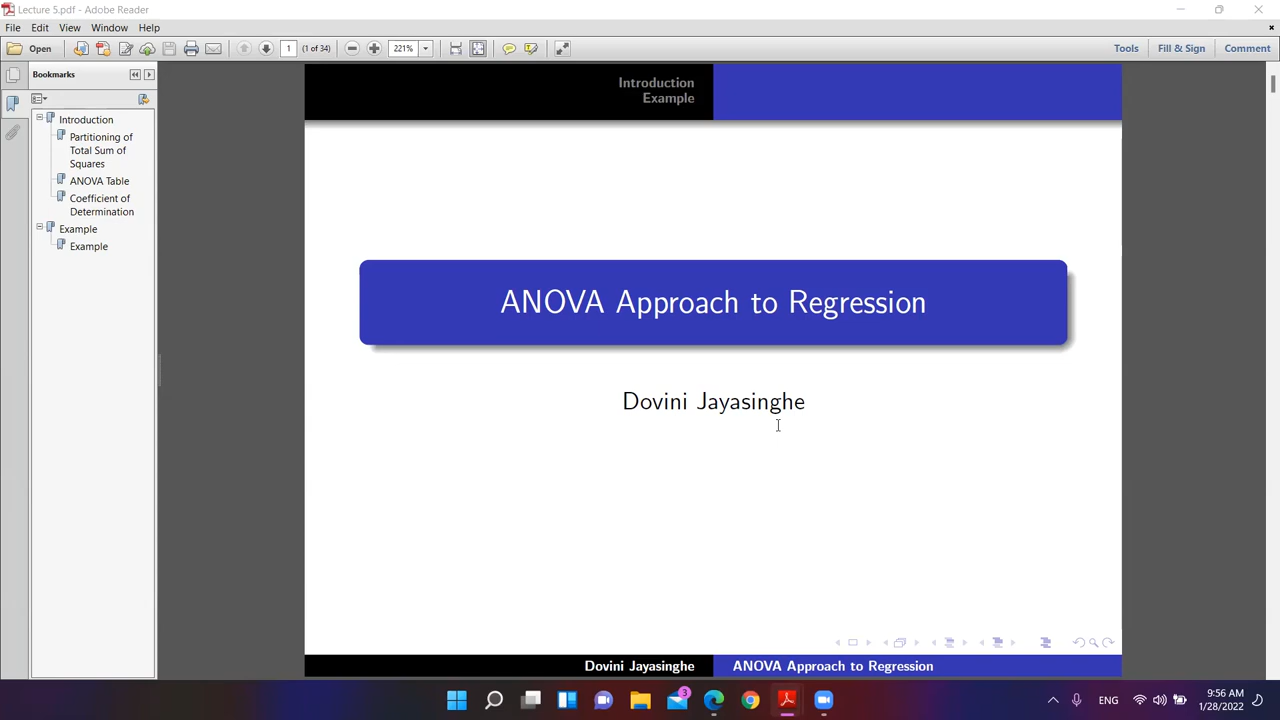 Lecture 5.pdf - Adobe Reader
File Edit View Window Help
Open 1 (1 of 34) 221% Tools Fill & Sign Comment
Bookmarks
Introduction
Partitioning of
Total Sum of
Squares
ANOVA Table
Coefficient of
Determination
Example
Example
Introduction
Example
ANOVA Approach to Regression
Dovini Jayasinghe
Dovini Jayasinghe ANOVA Approach to Regression
3
ENG
9:56 AM
1/28/2022